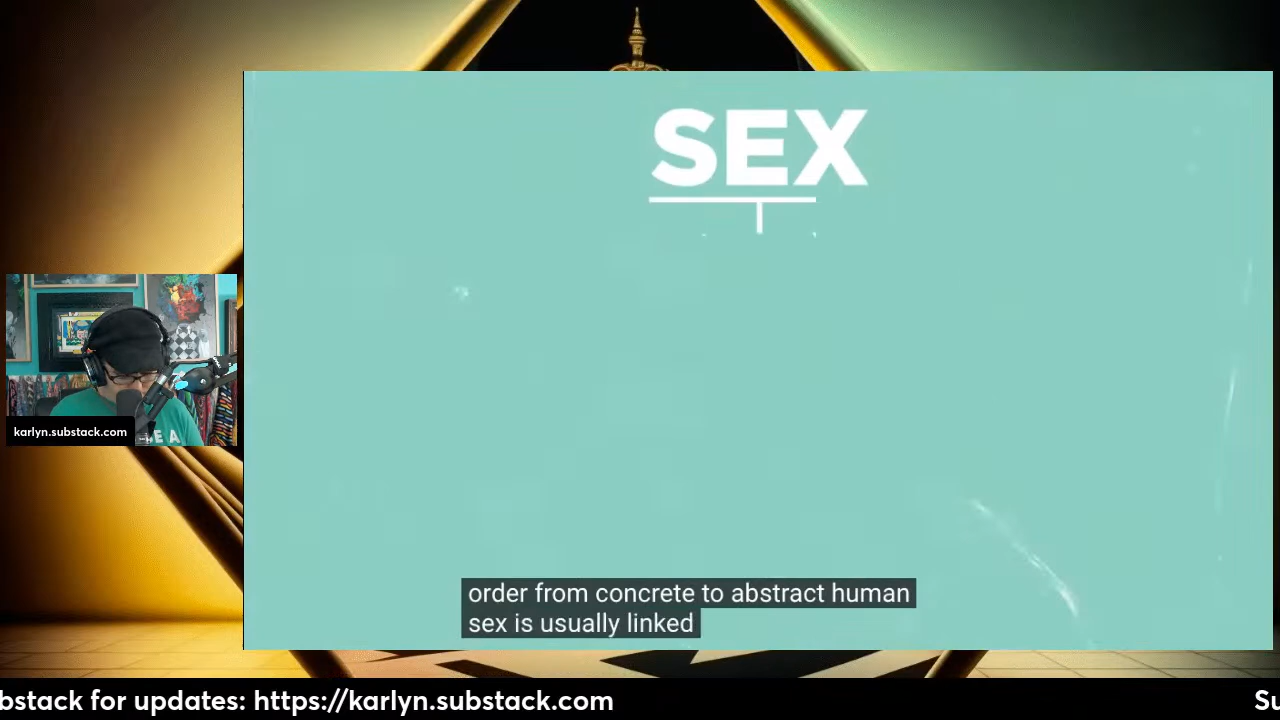 SEX
karlyn.substack.com
E A
order from concrete to abstract human
sex is usually linked
bstack for updates: https://karlyn.substack.com
Su